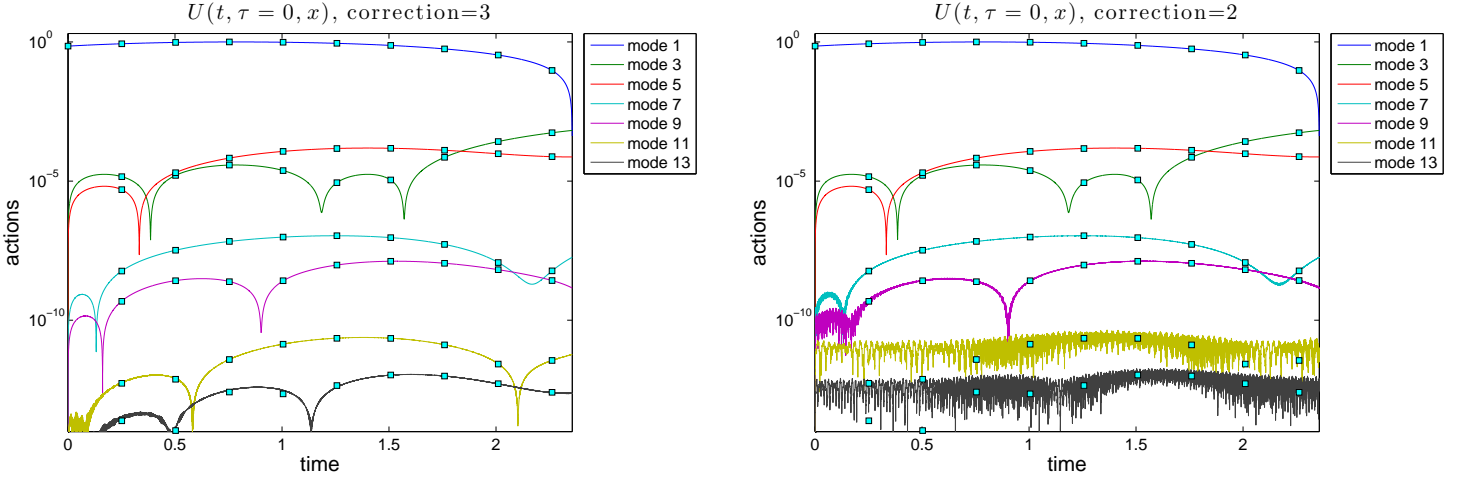 U(t, τ = 0, x), correction=3
10^0
10^-5
10^-10
actions
0
0.5
1
1.5
2
time
mode 1
mode 3
mode 5
mode 7
mode 9
mode 11
mode 13
U(t, τ = 0, x), correction=2
10^0
10^-5
10^-10
actions
0
0.5
1
1.5
2
time
mode 1
mode 3
mode 5
mode 7
mode 9
mode 11
mode 13